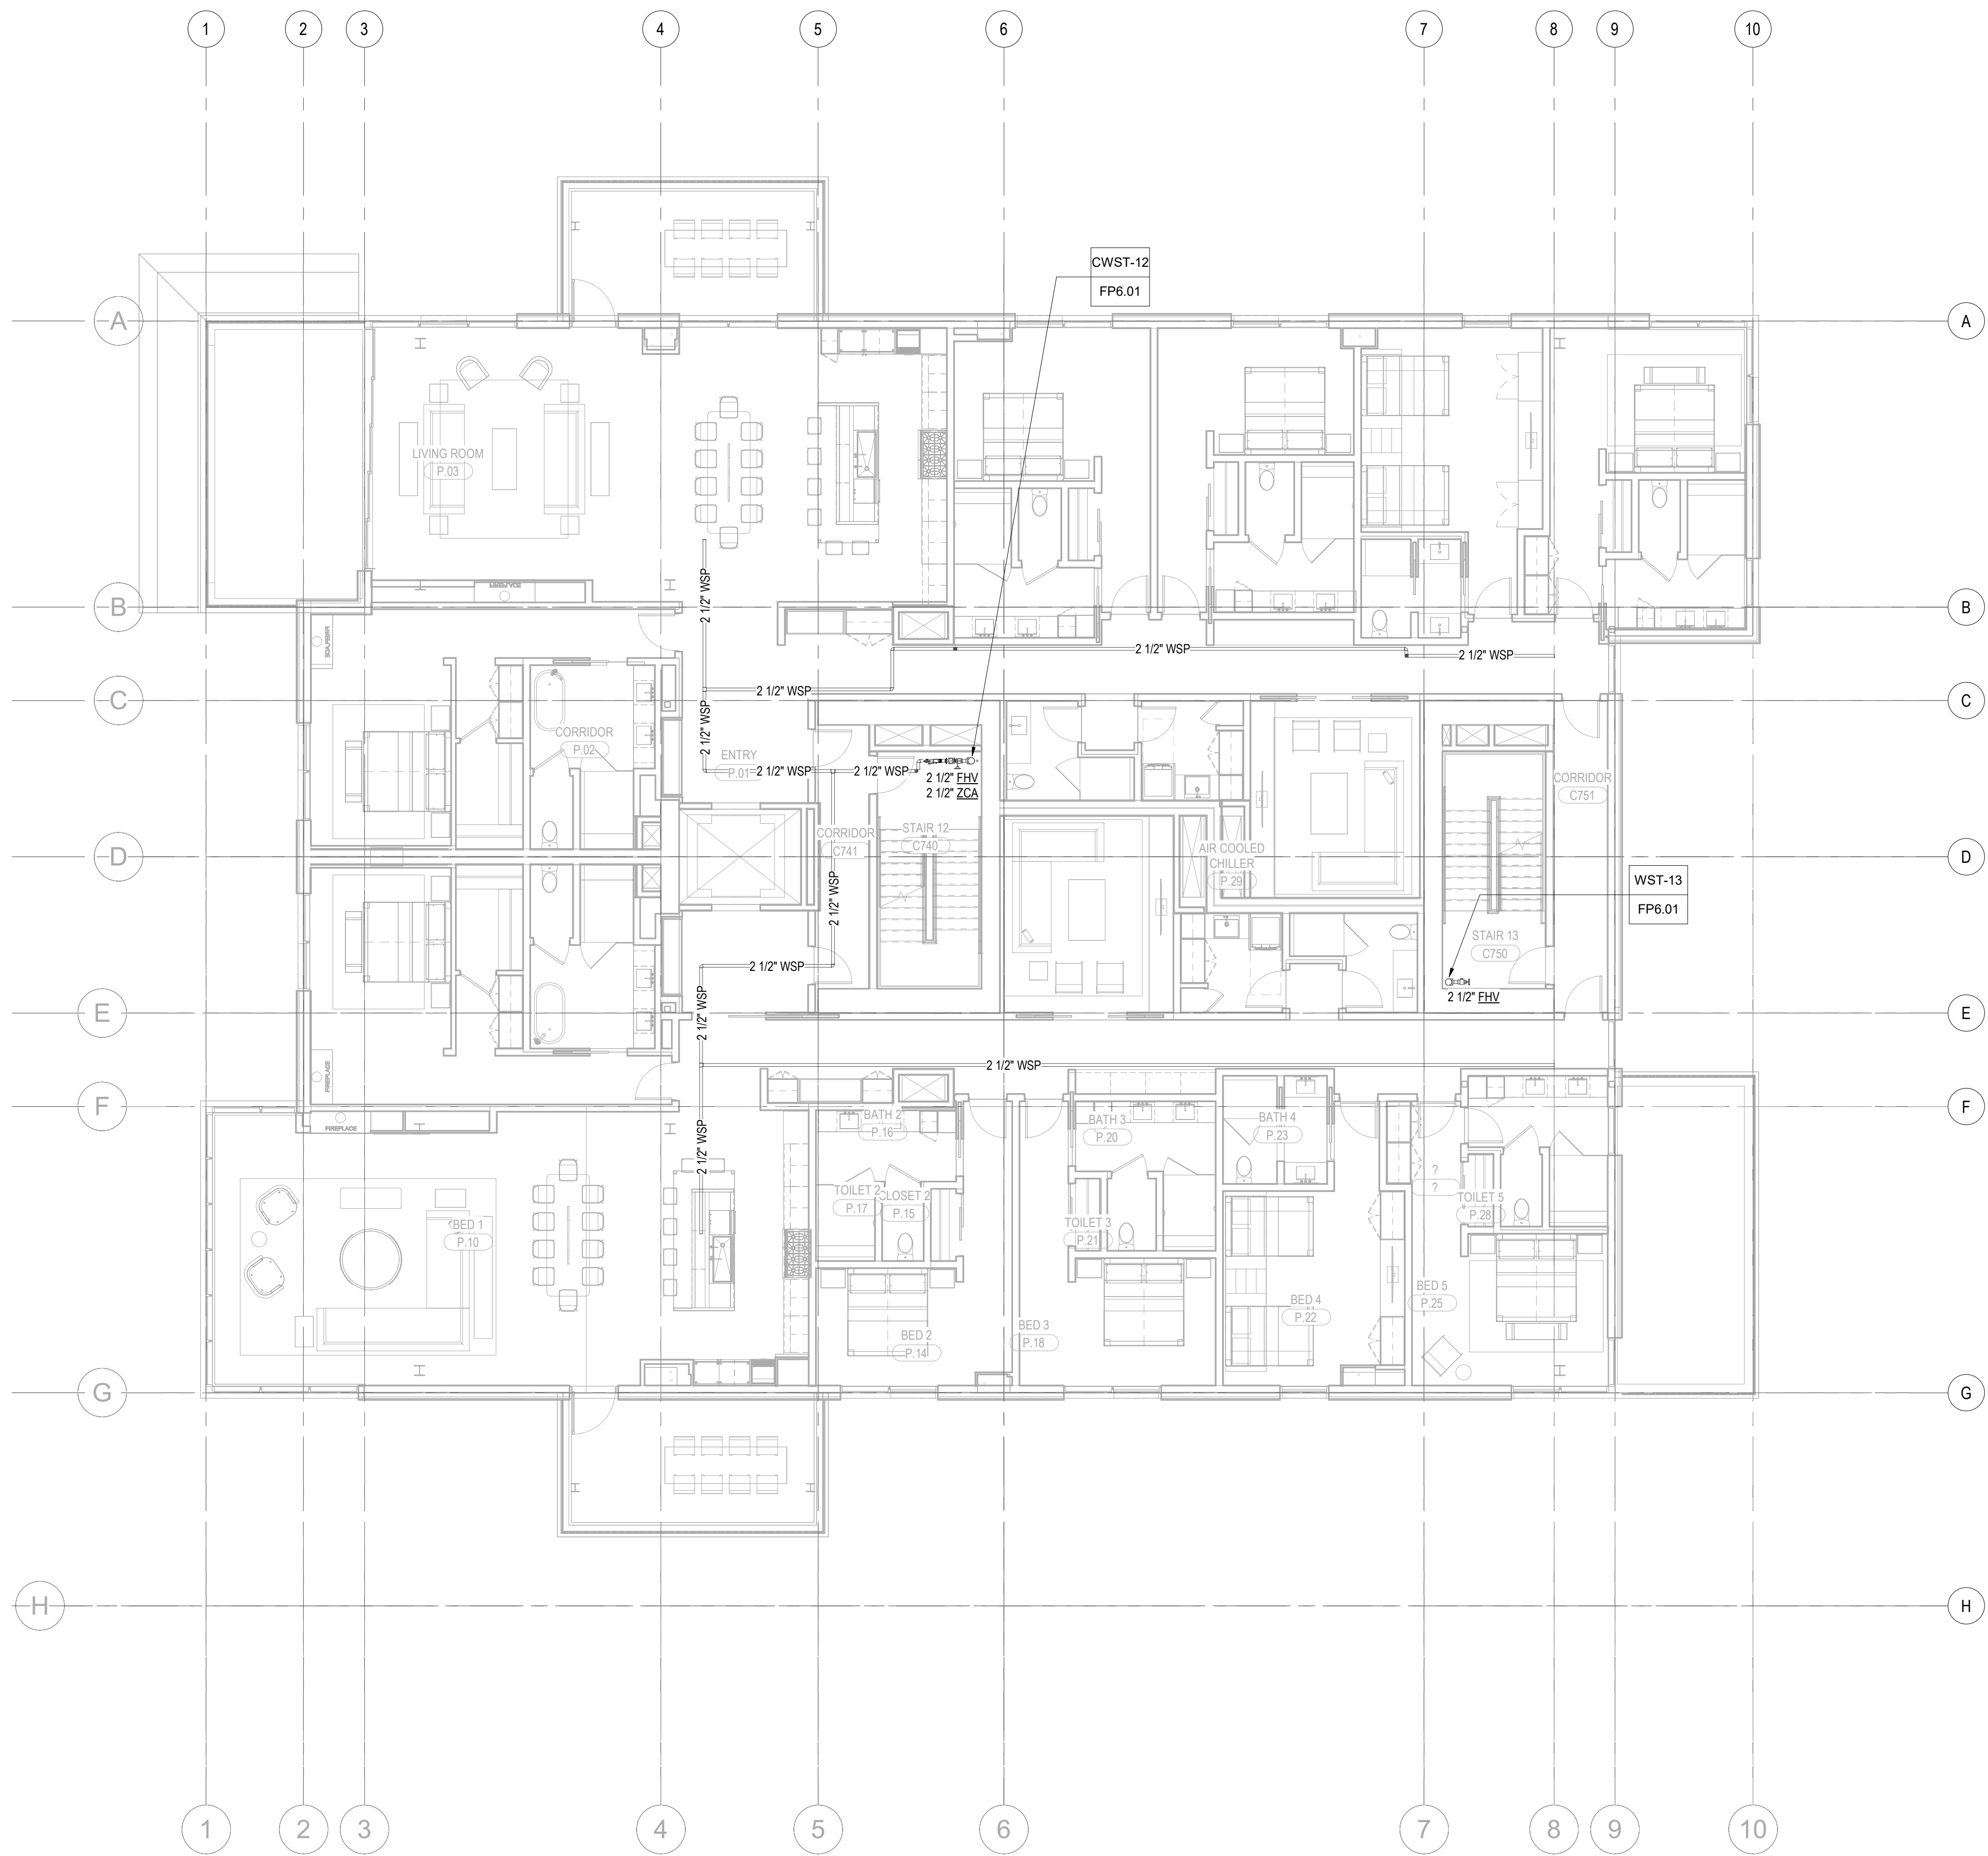 1 2 3 4 5 6 7 8 9 10
CWST-12
FP6.01
A A
LIVING ROOM
P.03
2 1/2" WSP
FIREPLACE
B B
FIREPLACE
2 1/2" WSP
2 1/2" WSP
2 1/2" WSP
C C
2 1/2" WSP
CORRIDOR
P.02
ENTRY
P.01
2 1/2" WSP
2 1/2" WSP
2 1/2" FHV
2 1/2" ZCA
CORRIDOR
C751
CORRIDOR
C741
STAIR 12
C740
AIR COOLED
CHILLER
P.29
D D
WST-13
FP6.01
2 1/2" WSP
STAIR 13
C750
2 1/2" WSP
2 1/2" FHV
2 1/2" WSP
E E
2 1/2" WSP
FIREPLACE
F F
FIREPLACE
BATH 2
P.16
BATH 3
P.20
BATH 4
P.23
2 1/2" WSP
?
?
TOILET 2
P.17
CLOSET 2
P.15
TOILET 5
P.28
BED 1
P.10
TOILET 3
P.21
BED 5
P.25
BED 4
P.22
BED 2
P.14
BED 3
P.18
G G
H H
1 2 3 4 5 6 7 8 9 10